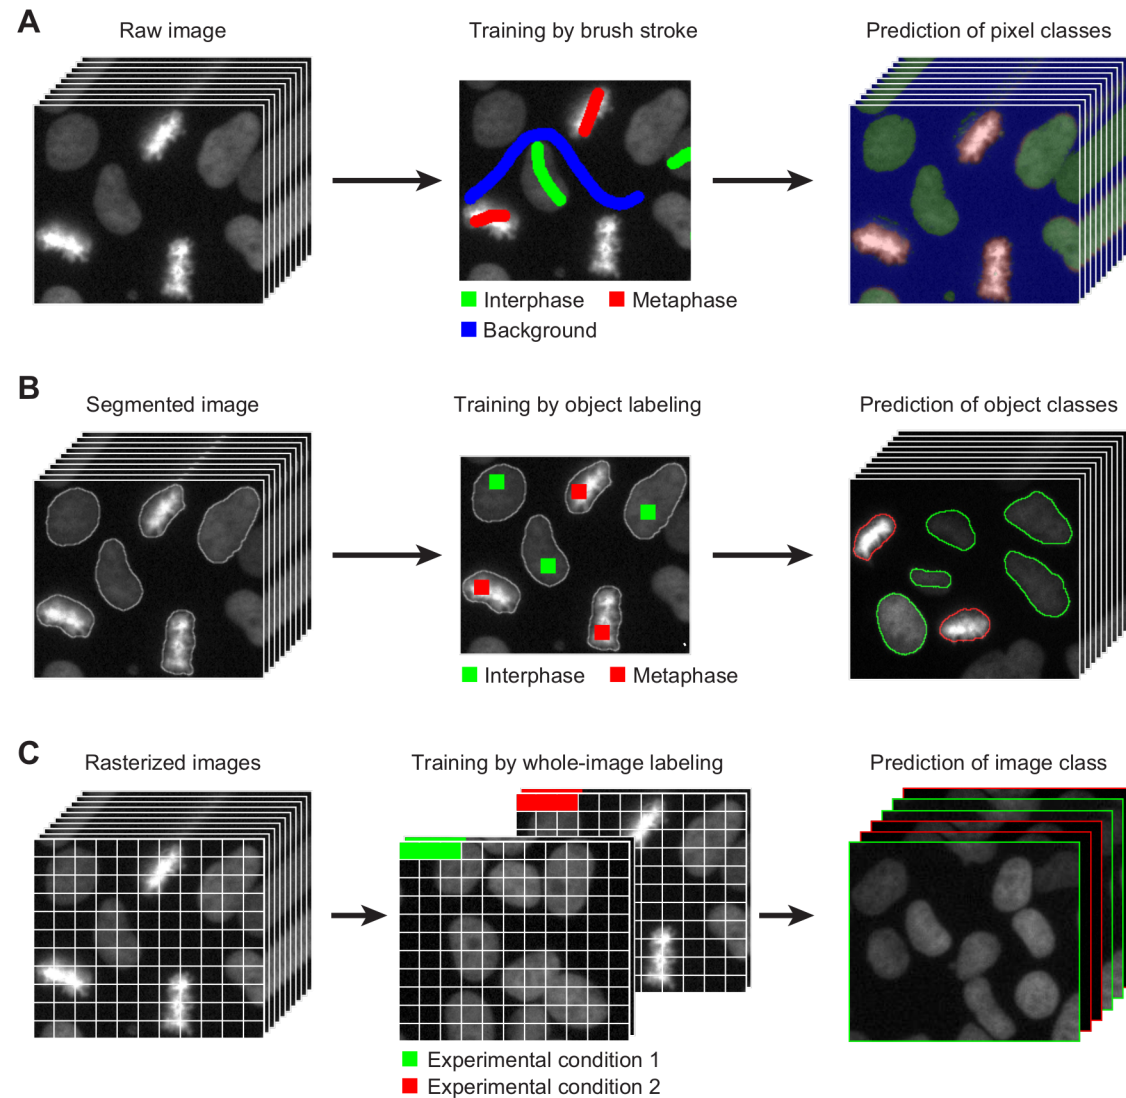 A
Raw image
Training by brush stroke
Prediction of pixel classes
Interphase
Metaphase
Background
B
Segmented image
Training by object labeling
Prediction of object classes
Interphase
Metaphase
C
Rasterized images
Training by whole-image labeling
Prediction of image class
Experimental condition 1
Experimental condition 2